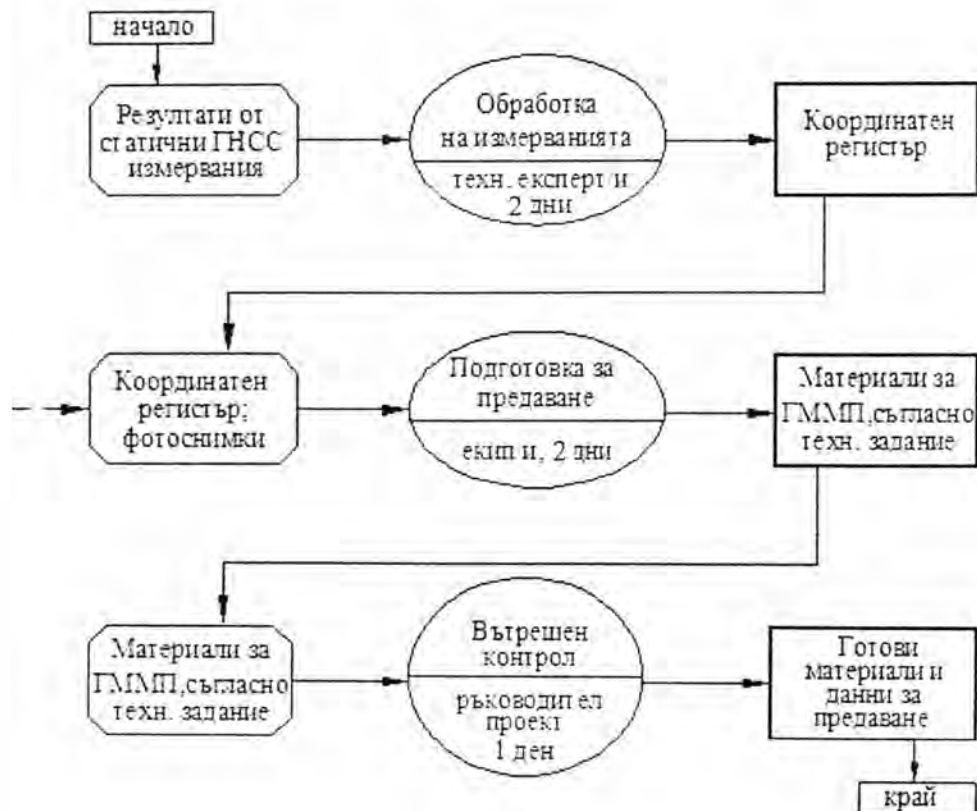 начало
Резултати от
статични ГНСС
измервания
Обработка
на измерванията
техн. експерти
2 дни
Координатен
регистър
Координатен
регистър;
фотоснимки
Подготовка за
предаване
екипи, 2 дни
Материали за
ГММП,съгласно
техн. задание
Материали за
ГММП,съгласно
техн. задание
Вътрешен
контрол
ръководител
проект
1 ден
Готови
материали и
данни за
предаване
край